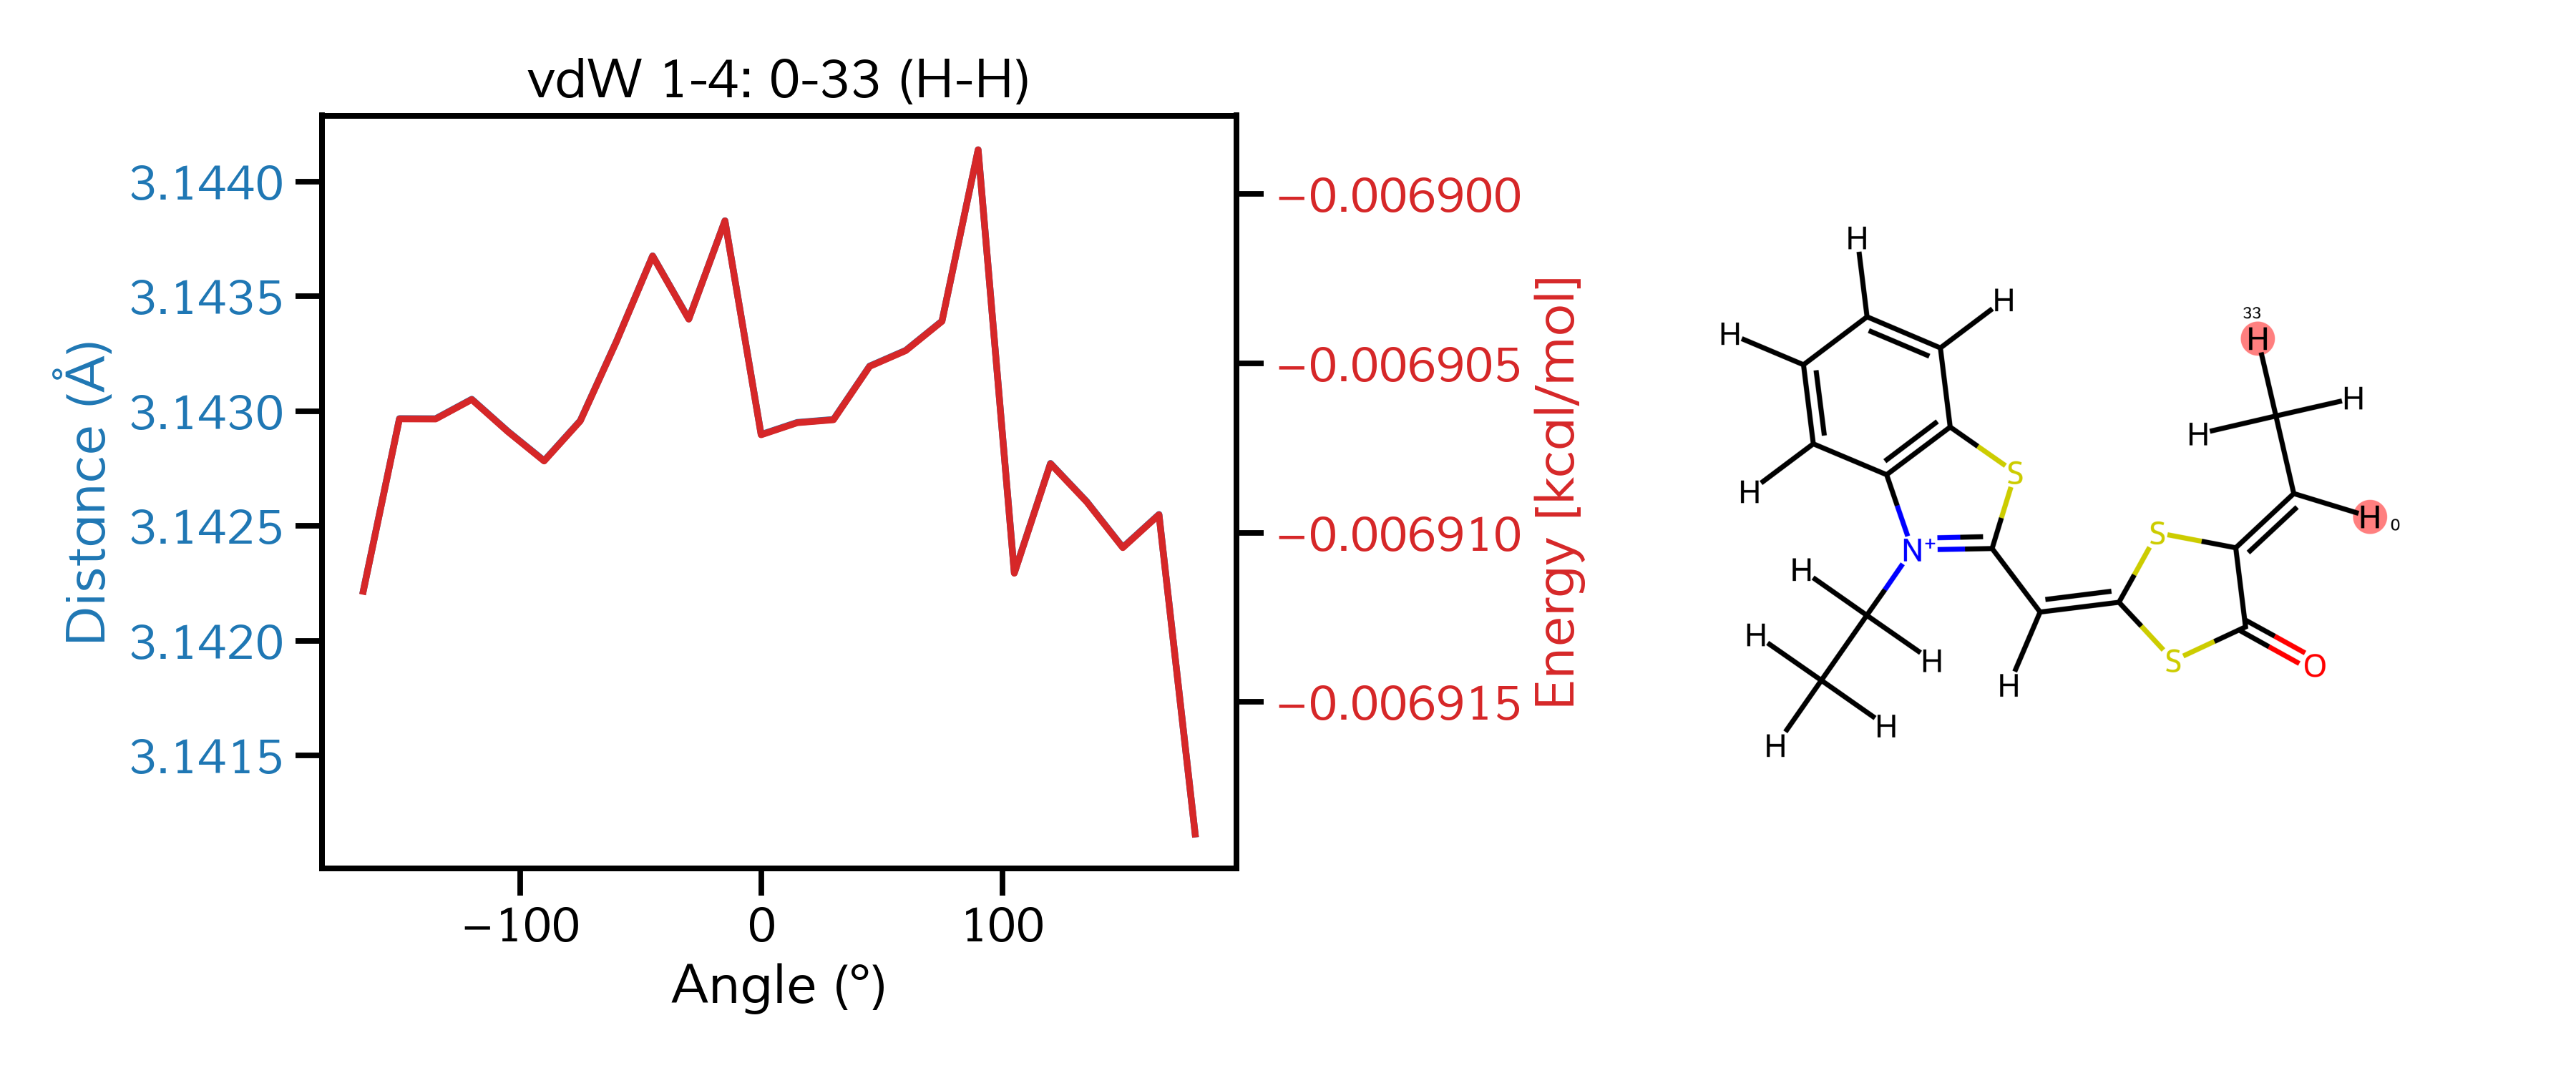 vdW 1-4: 0-33 (H-H)
Distance (Å)
3.1440
3.1435
3.1430
3.1425
3.1420
3.1415
−100
0
100
Angle (°)
−0.006900
−0.006905
−0.006910
−0.006915
Energy [kcal/mol]
H
H
H
33
H
H
H
H
S
H
0
S
N+
H
H
H
S
O
H
H
H